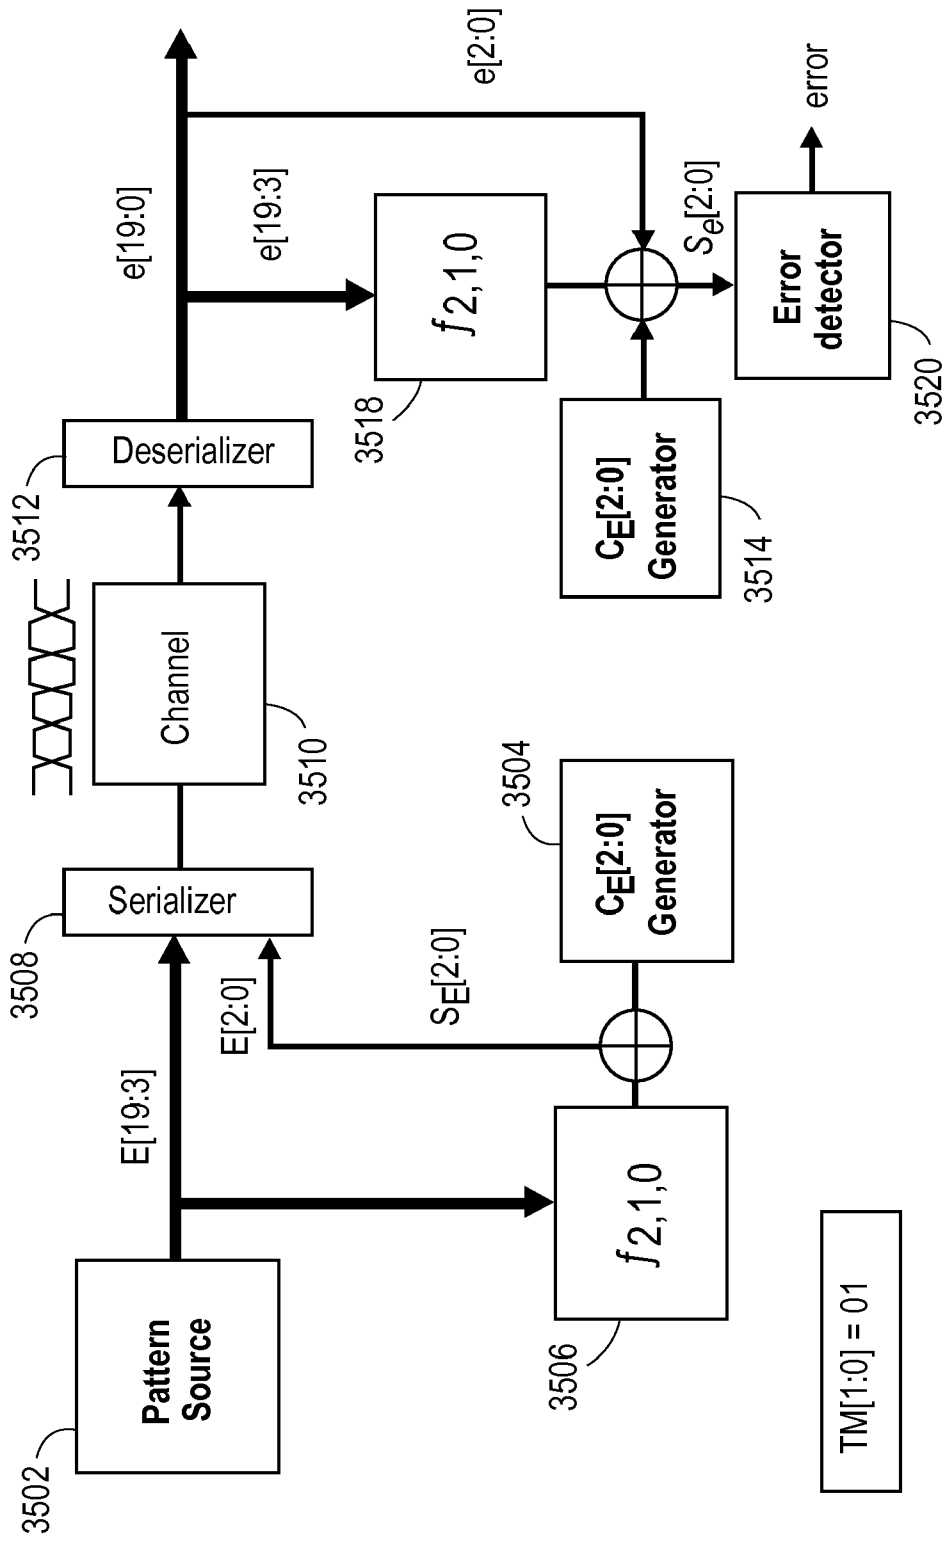 3502
Pattern
Source
E[19:3]
3506
f2,1,0
TM[1:0] = 01
3508
Serializer
E[2:0]
SE[2:0]
3504
CE[2:0]
Generator
Channel
3510
3512
Deserializer
e[19:0]
e[19:3]
3518
f2,1,0
e[2:0]
CE[2:0]
Generator
3514
Se[2:0]
Error
detector
3520
error